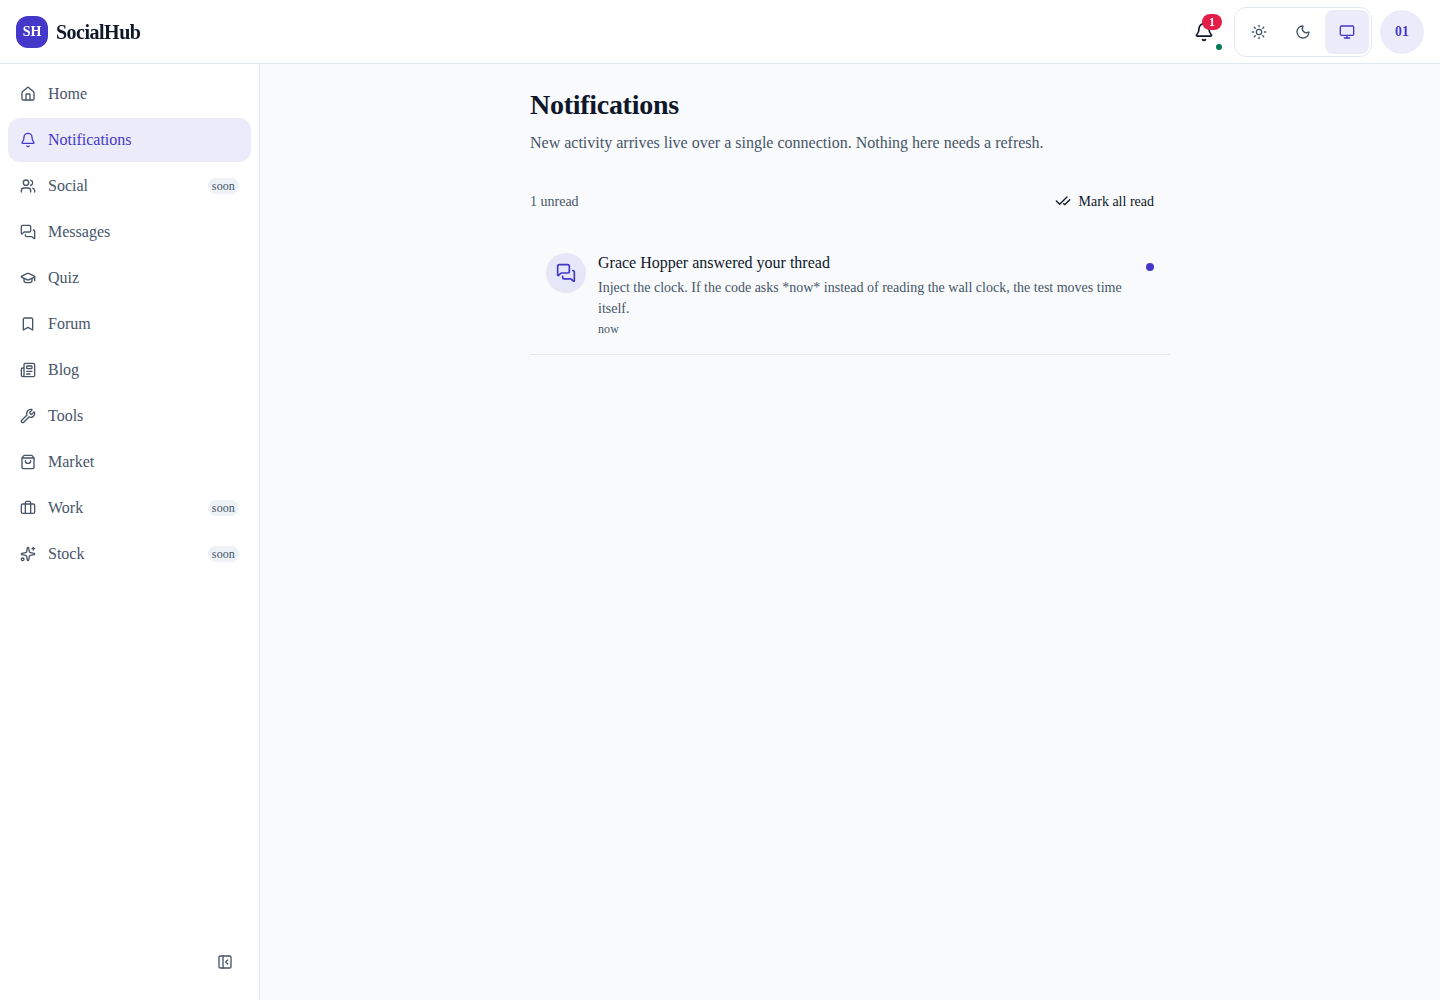 SH SocialHub
1
01
Home
Notifications
Social soon
Messages
Quiz
Forum
Blog
Tools
Market
Work soon
Stock soon
Notifications
New activity arrives live over a single connection. Nothing here needs a refresh.
1 unread
Mark all read
Grace Hopper answered your thread
Inject the clock. If the code asks *now* instead of reading the wall clock, the test moves time
itself.
now